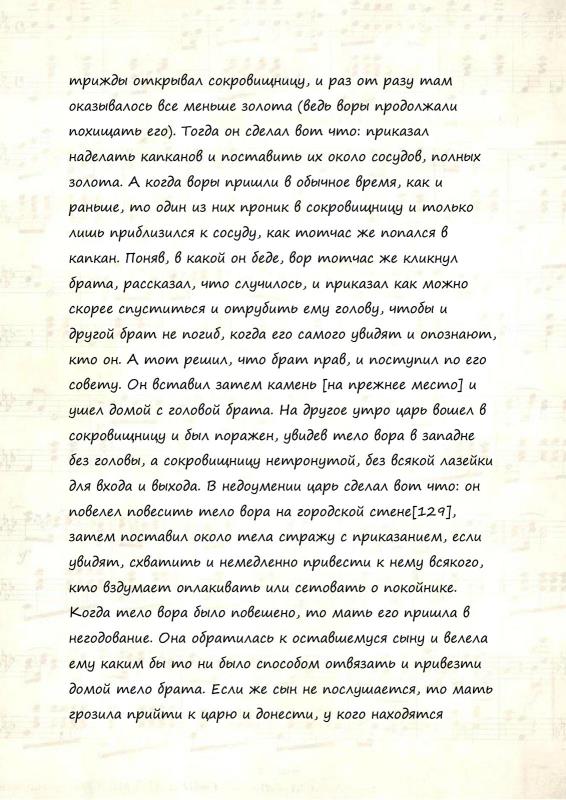 трижды открывал сокровищницу, и раз от разу там
оказывалось все меньше золота (ведь воры продолжали
похищать его). Тогда он сделал вот что: приказал
наделать капканов и поставить их около сосудов, полных
золота. А когда воры пришли в обычное время, как и
раньше, то один из них проник в сокровищницу и только
лишь приблизился к сосуду, как тотчас же попался в
капкан. Поняв, в какой он беде, вор тотчас же кликнул
брата, рассказал, что случилось, и приказал как можно
скорее спуститься и отрубить ему голову, чтобы и
другой брат не погиб, когда его самого увидят и опознают,
кто он. А тот решил, что брат прав, и поступил по его
совету. Он вставил затем камень [на прежнее место] и
ушел домой с головой брата. На другое утро царь вошел в
сокровищницу и был поражен, увидев тело вора в западне
без головы, а сокровищницу нетронутой, без всякой лазейки
для входа и выхода. В недоумении царь сделал вот что: он
повелел повесить тело вора на городской стене[129],
затем поставил около тела стражу с приказанием, если
увидят, схватить и немедленно привести к нему всякого,
кто вздумает оплакивать или сетовать о покойнике.
Когда тело вора было повешено, то мать его пришла в
негодование. Она обратилась к оставшемуся сыну и велела
ему каким бы то ни было способом отвязать и привезти
домой тело брата. Если же сын не послушается, то мать
грозила прийти к царю и донести, у кого находятся